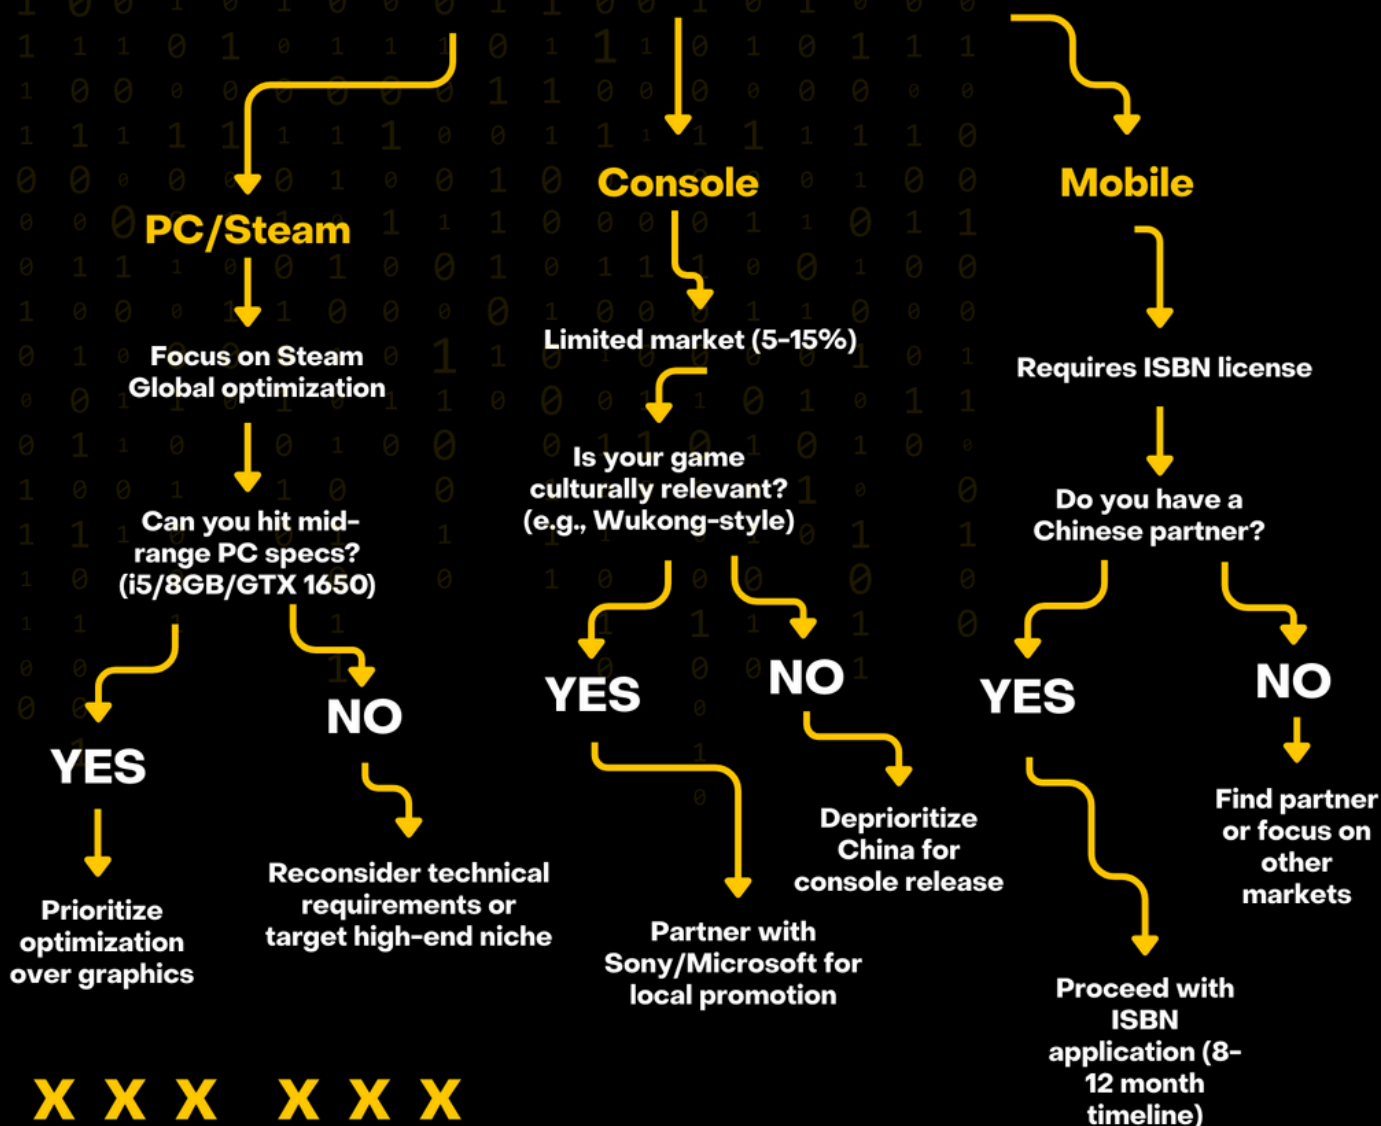 PC/Steam
Focus on Steam
Global optimization
Can you hit mid-
range PC specs?
(i5/8GB/GTX 1650)
YES
Prioritize
optimization
over graphics
NO
Reconsider technical
requirements or
target high-end niche
Console
Limited market (5-15%)
Is your game
culturally relevant?
(e.g., Wukong-style)
YES
Partner with
Sony/Microsoft for
local promotion
NO
Deprioritize
China for
console release
Mobile
Requires ISBN license
Do you have a
Chinese partner?
YES
Proceed with
ISBN
application (8-
12 month
timeline)
NO
Find partner
or focus on
other
markets
X X X X X X